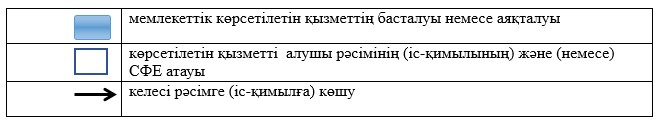 мемлекеттік көрсетілетін қызметтің басталуы немесе аяқталуы
көрсетілетін қызметті алушы рәсімінің (іс-қимылының) және (немесе)
СФЕ атауы
келесі рәсімге (іс-қимылға) көшу